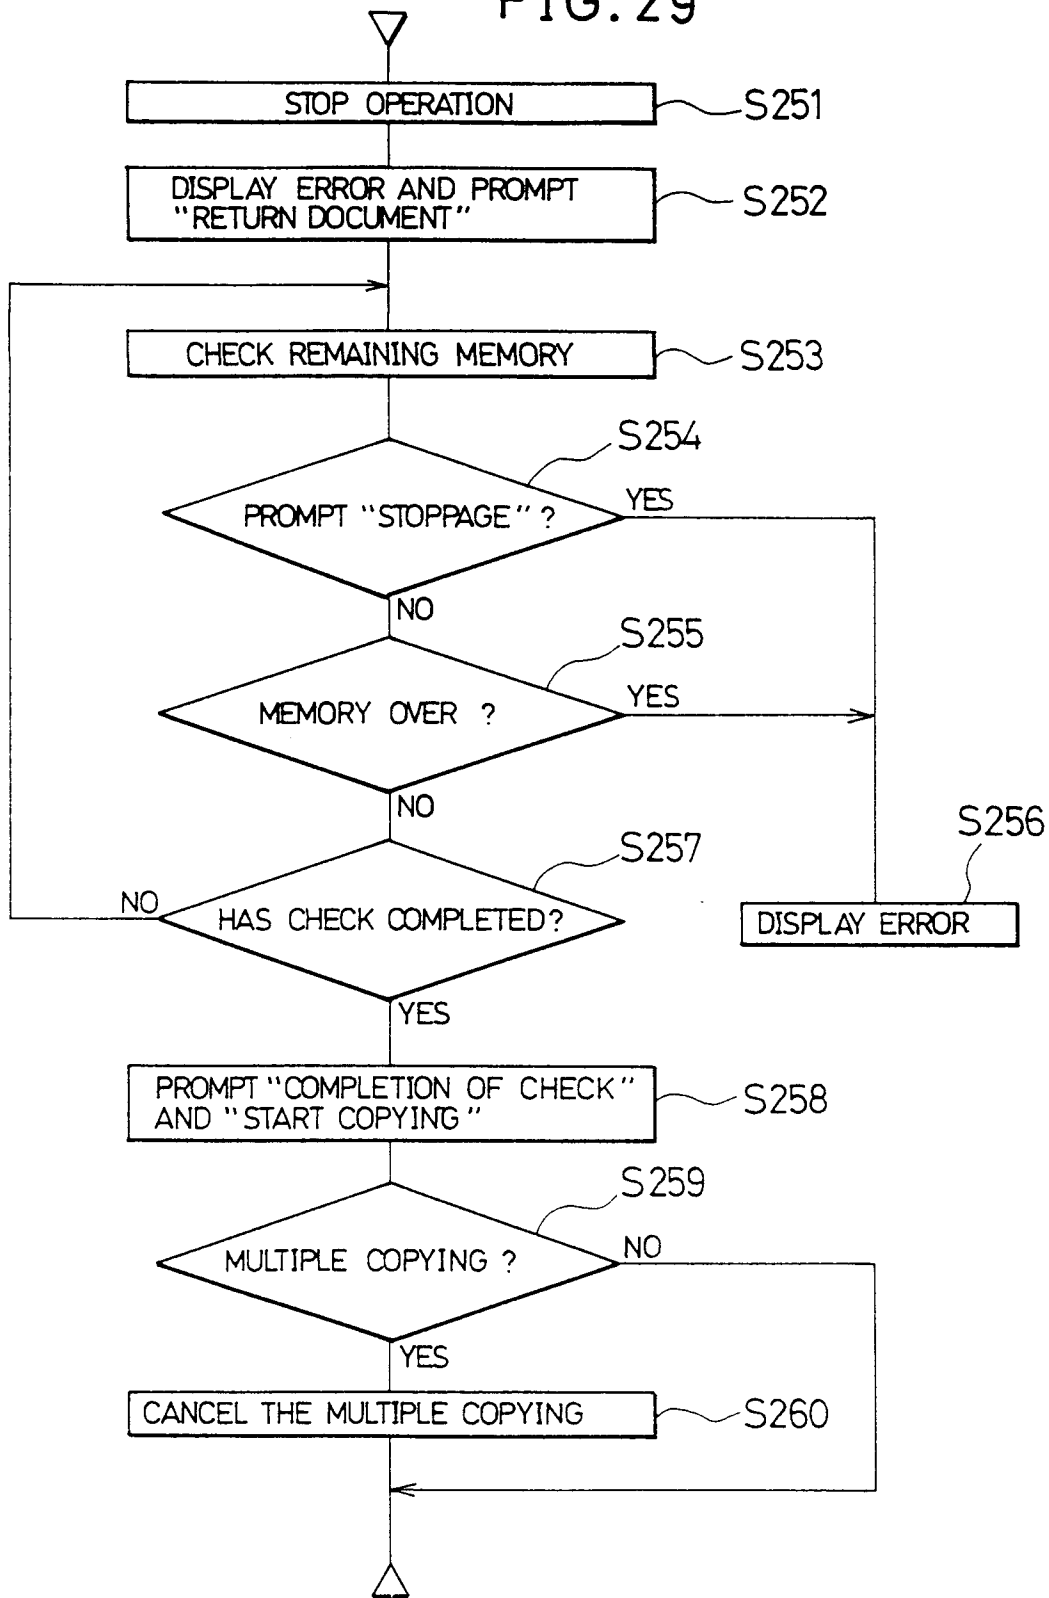 FIG.29
STOP OPERATION
S251
DISPLAY ERROR AND PROMPT
"RETURN DOCUMENT"
S252
CHECK REMAINING MEMORY
S253
S254
PROMPT "STOPPAGE" ?
YES
NO
S255
MEMORY OVER ?
YES
NO
S256
S257
NO
HAS CHECK COMPLETED?
DISPLAY ERROR
YES
PROMPT "COMPLETION OF CHECK"
AND "START COPYING"
S258
S259
MULTIPLE COPYING ?
NO
YES
CANCEL THE MULTIPLE COPYING
S260